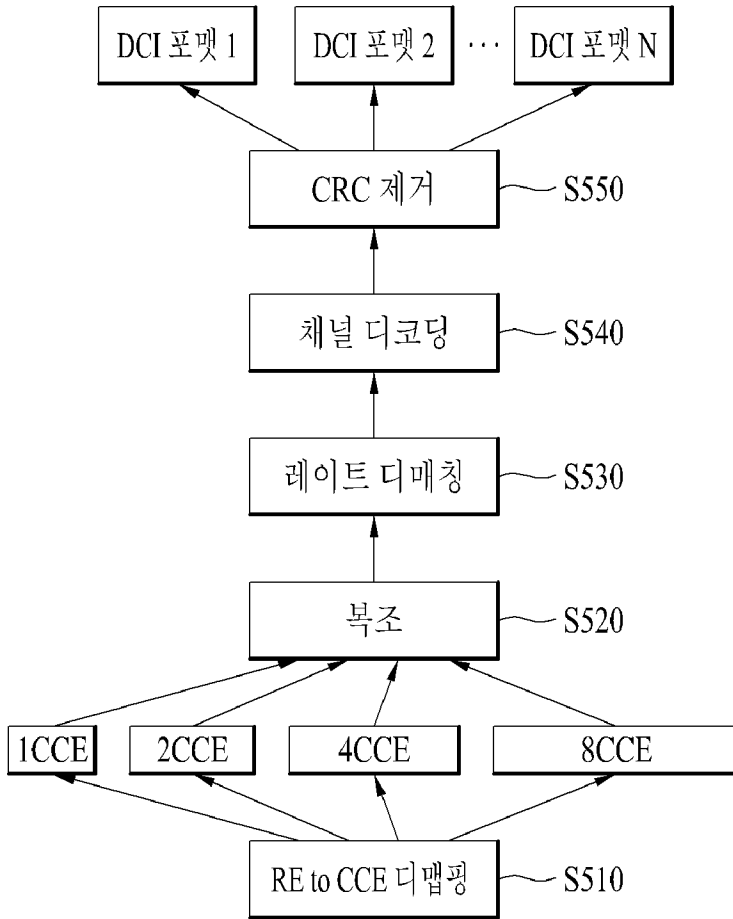 DCI 포맷 1
DCI 포맷 2
···
DCI 포맷 N
CRC 제거
S550
채널 디코딩
S540
레이트 디매칭
S530
복조
S520
1CCE
2CCE
4CCE
8CCE
RE to CCE 디맵핑
S510